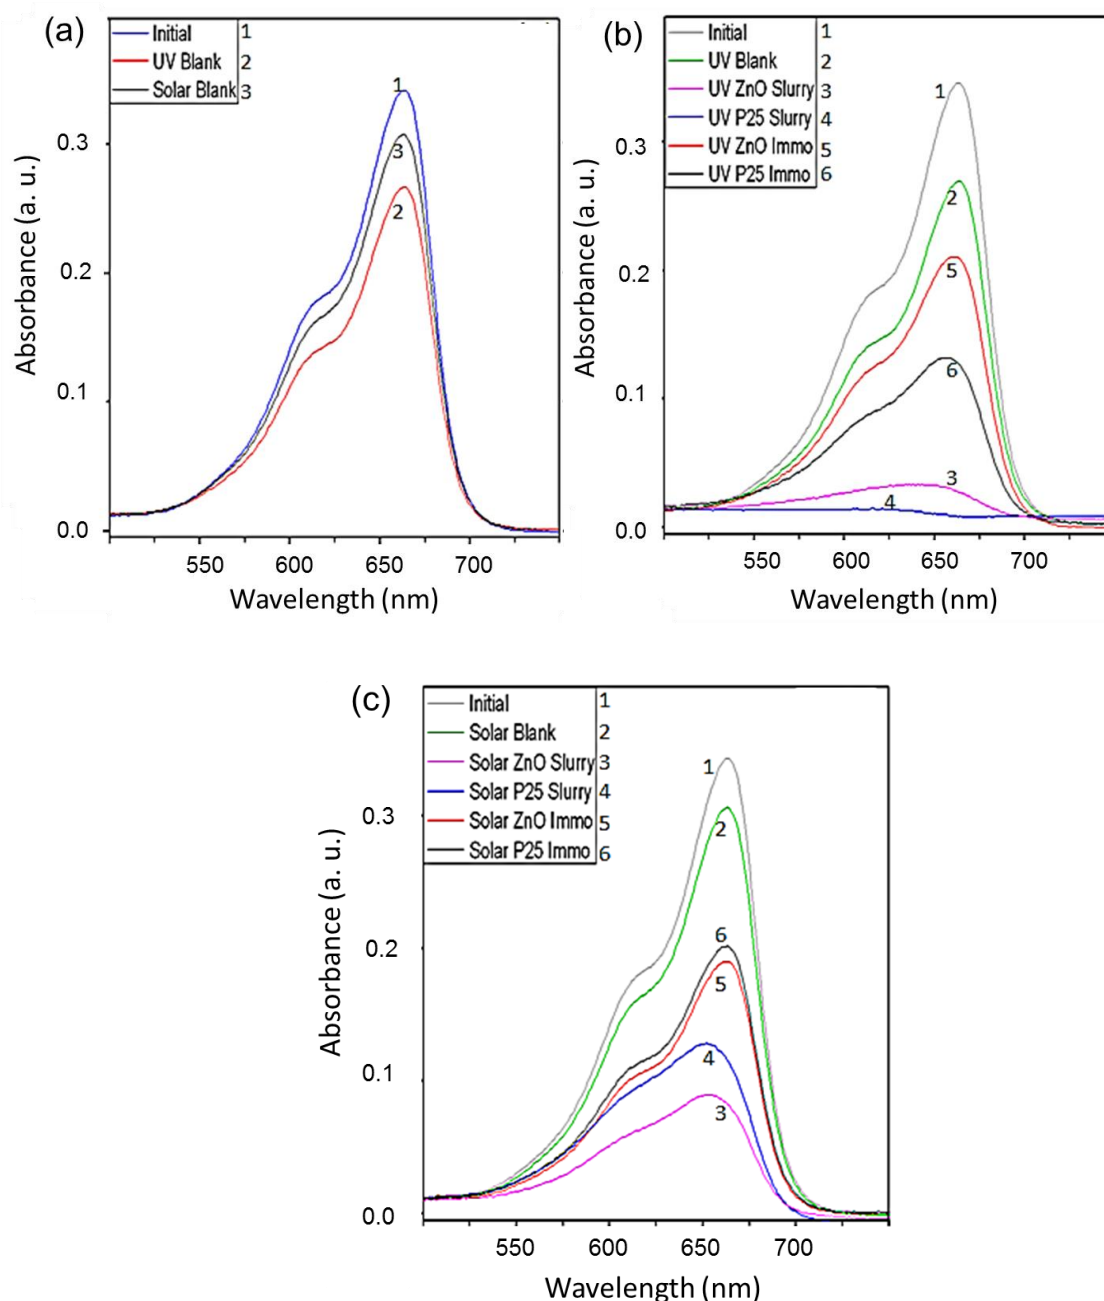 (a)
Initial 1
UV Blank 2
Solar Blank 3
1
3
2
0.3
0.2
0.1
0.0
Absorbance (a. u.)
550 600 650 700
Wavelength (nm)
(b)
Initial 1
UV Blank 2
UV ZnO Slurry 3
UV P25 Slurry 4
UV ZnO Immo 5
UV P25 Immo 6
1
2
5
6
3
4
0.3
0.2
0.1
0.0
Absorbance (a. u.)
550 600 650 700
Wavelength (nm)
(c)
Initial 1
Solar Blank 2
Solar ZnO Slurry 3
Solar P25 Slurry 4
Solar ZnO Immo 5
Solar P25 Immo 6
1
2
6
5
4
3
0.3
0.2
0.1
0.0
Absorbance (a. u.)
550 600 650 700
Wavelength (nm)